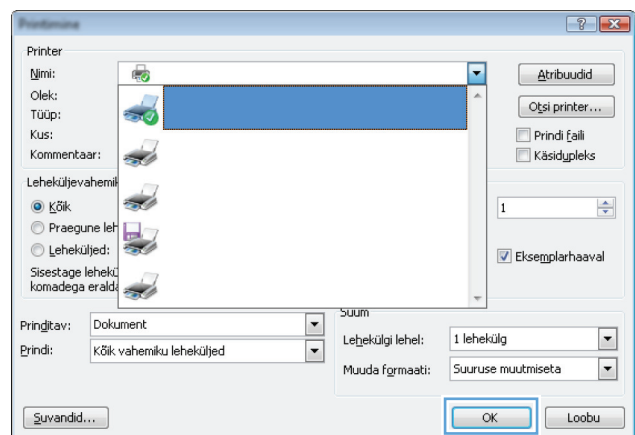 Printimine
Printer
Nimi:
Atribuudid
Olek:
Otsi printer...
Tüüp:
Kus:
Prindi faili
Kommentaar:
Käsidupleks
Leheküljevahemik
Kõik
1
Praegune leh
Leheküljed:
Eksemplarhaaval
Sisestage lehekü
komadega eralda
Suum
Prinditav: Dokument
Lehekülgi lehel: 1 lehekülg
Prindi: Kõik vahemiku leheküljed
Muuda formaati: Suuruse muutmiseta
Suvandid...
OK
Loobu